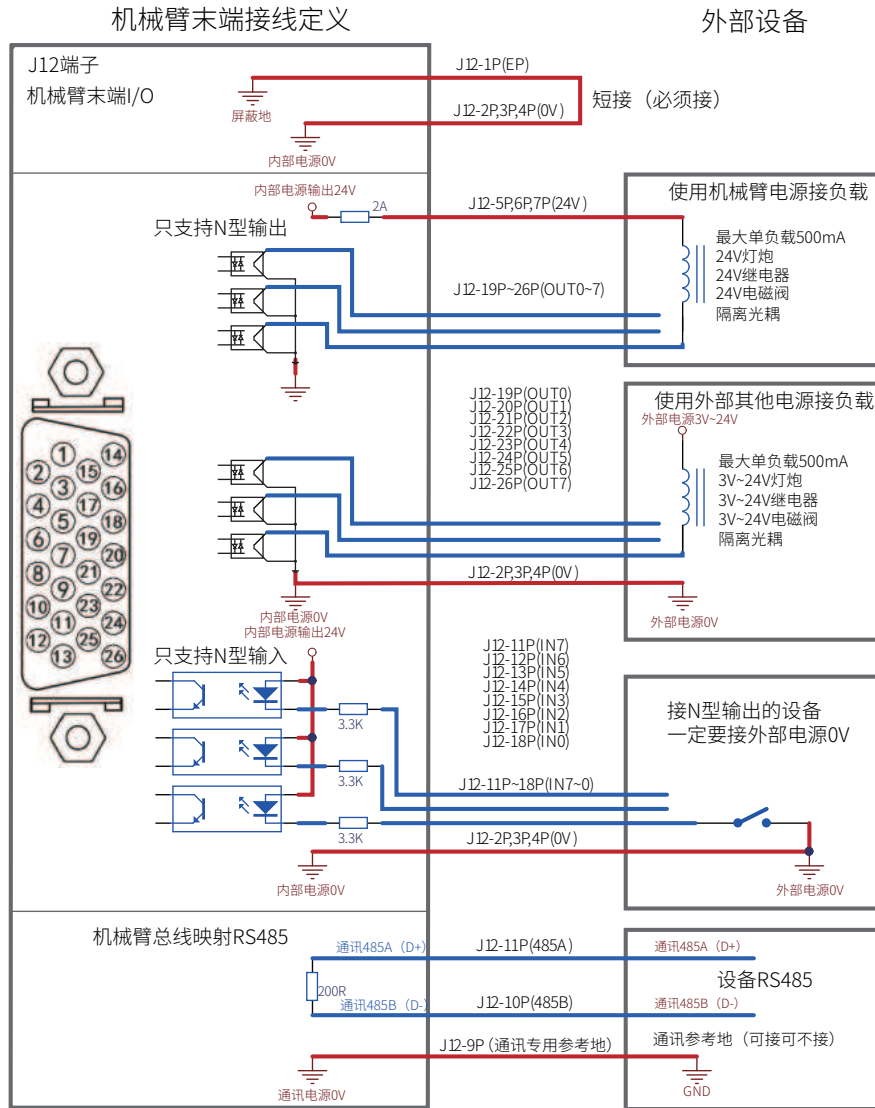 机械臂末端接线定义
外部设备
J12端子
机械臂末端I/O
屏蔽地
内部电源0V
J12-1P(EP)
J12-2P,3P,4P(0V)
短接（必须接）
内部电源输出24V
2A
J12-5P,6P,7P(24V)
只支持N型输出
J12-19P~26P(OUT0~7)
使用机械臂电源接负载
最大单负载500mA
24V灯炮
24V继电器
24V电磁阀
隔离光耦
J12-19P(OUT0)
J12-20P(OUT1)
J12-21P(OUT2)
J12-22P(OUT3)
J12-23P(OUT4)
J12-24P(OUT5)
J12-25P(OUT6)
J12-26P(OUT7)
使用外部其他电源接负载
外部电源3V~24V
最大单负载500mA
3V~24V灯炮
3V~24V继电器
3V~24V电磁阀
隔离光耦
J12-2P,3P,4P(0V)
内部电源0V
外部电源0V
1
14
2
15
3
16
4
17
5
18
6
19
7
20
8
21
9
22
10
23
11
24
12
25
13
26
内部电源输出24V
只支持N型输入
3.3K
3.3K
3.3K
J12-11P(IN7)
J12-12P(IN6)
J12-13P(IN5)
J12-14P(IN4)
J12-15P(IN3)
J12-16P(IN2)
J12-17P(IN1)
J12-18P(IN0)
J12-11P~18P(IN7~0)
J12-2P,3P,4P(0V)
内部电源0V
接N型输出的设备
一定要接外部电源0V
外部电源0V
机械臂总线映射RS485
通讯485A（D+）
J12-11P(485A)
通讯485A（D+）
200R
设备RS485
通讯485B（D-）
J12-10P(485B)
通讯485B（D-）
J12-9P（通讯专用参考地）
通讯参考地（可接可不接）
通讯电源0V
GND